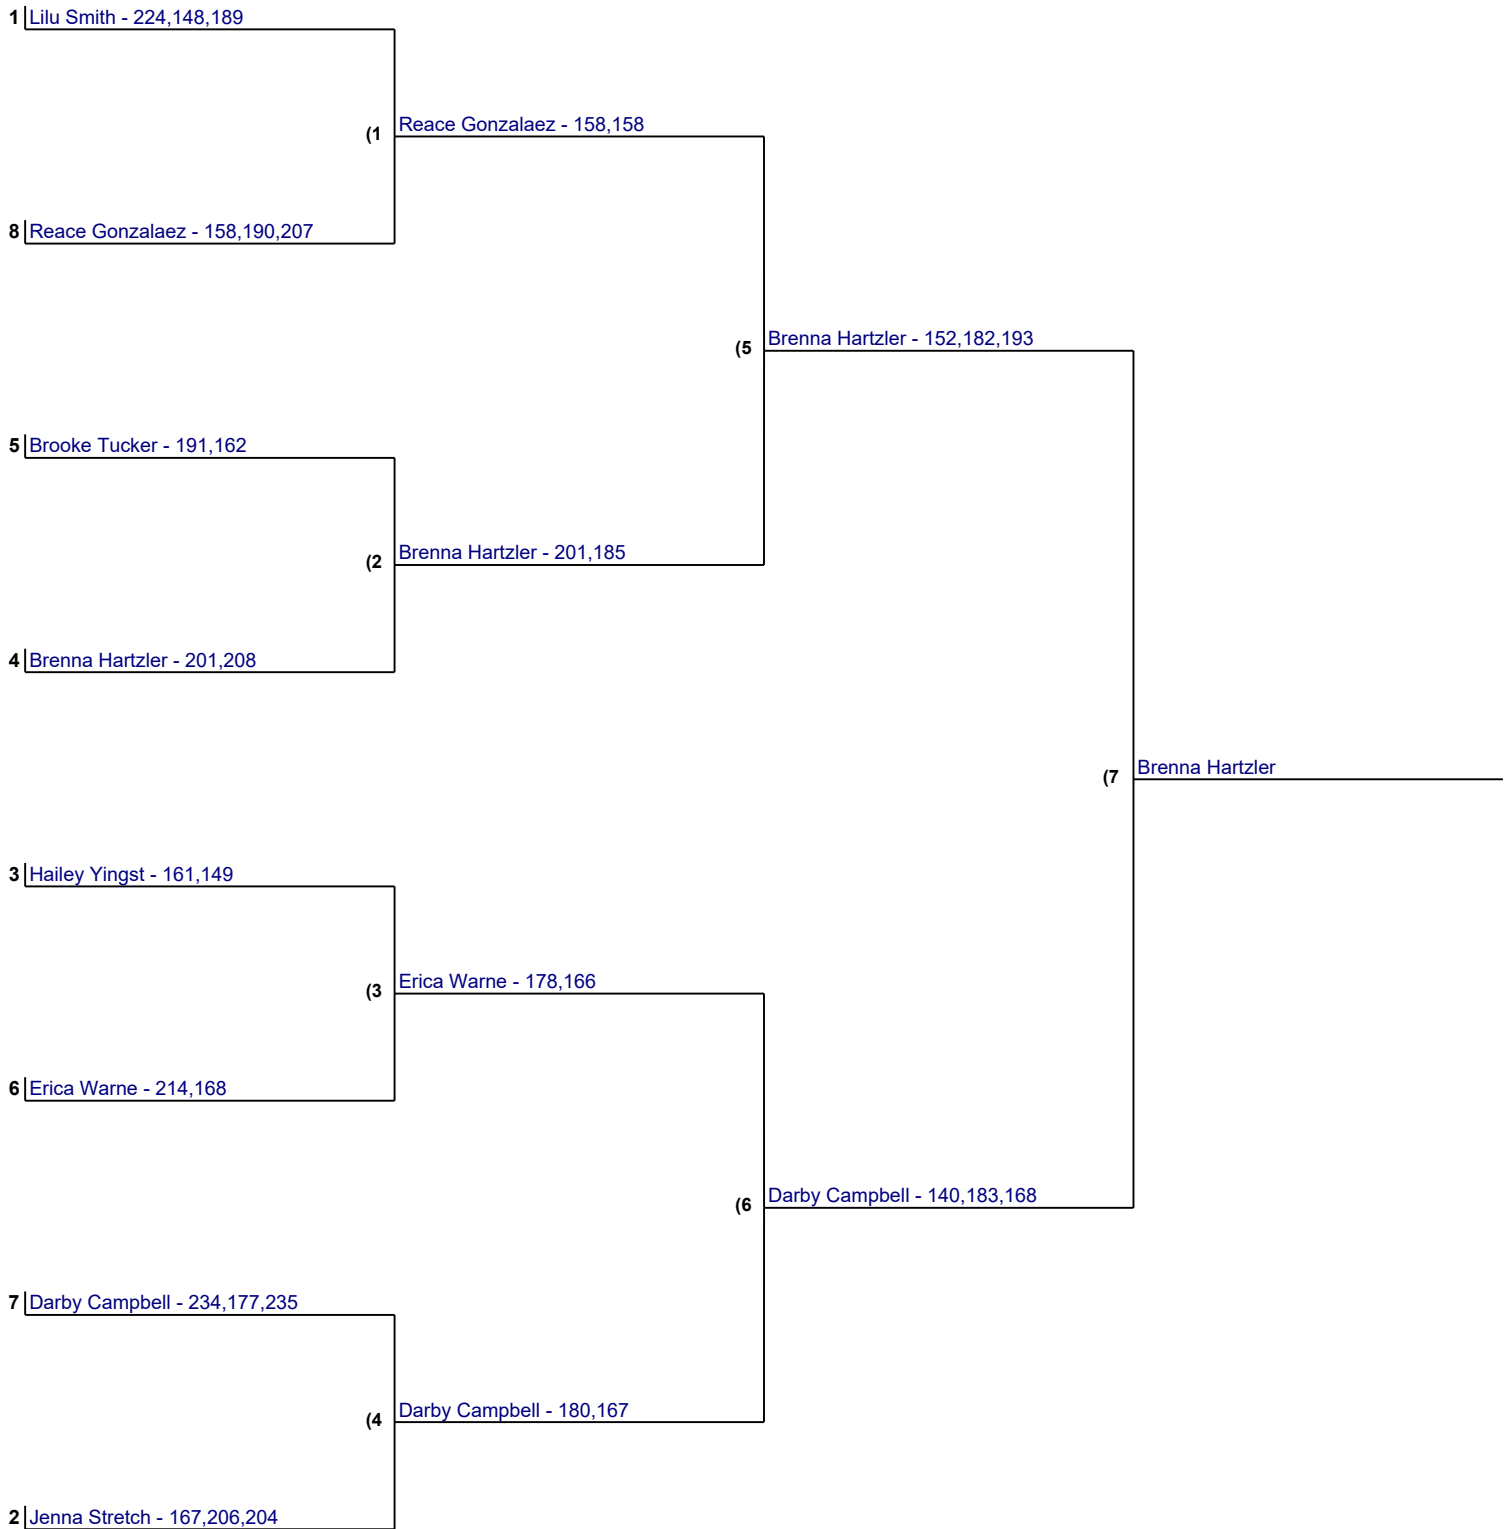 1 Lilu Smith - 224,148,189
(1 Reace Gonzalaez - 158,158
8 Reace Gonzalaez - 158,190,207
(5 Brenna Hartzler - 152,182,193
5 Brooke Tucker - 191,162
(2 Brenna Hartzler - 201,185
4 Brenna Hartzler - 201,208
(7 Brenna Hartzler
3 Hailey Yingst - 161,149
(3 Erica Warne - 178,166
6 Erica Warne - 214,168
(6 Darby Campbell - 140,183,168
7 Darby Campbell - 234,177,235
(4 Darby Campbell - 180,167
2 Jenna Stretch - 167,206,204